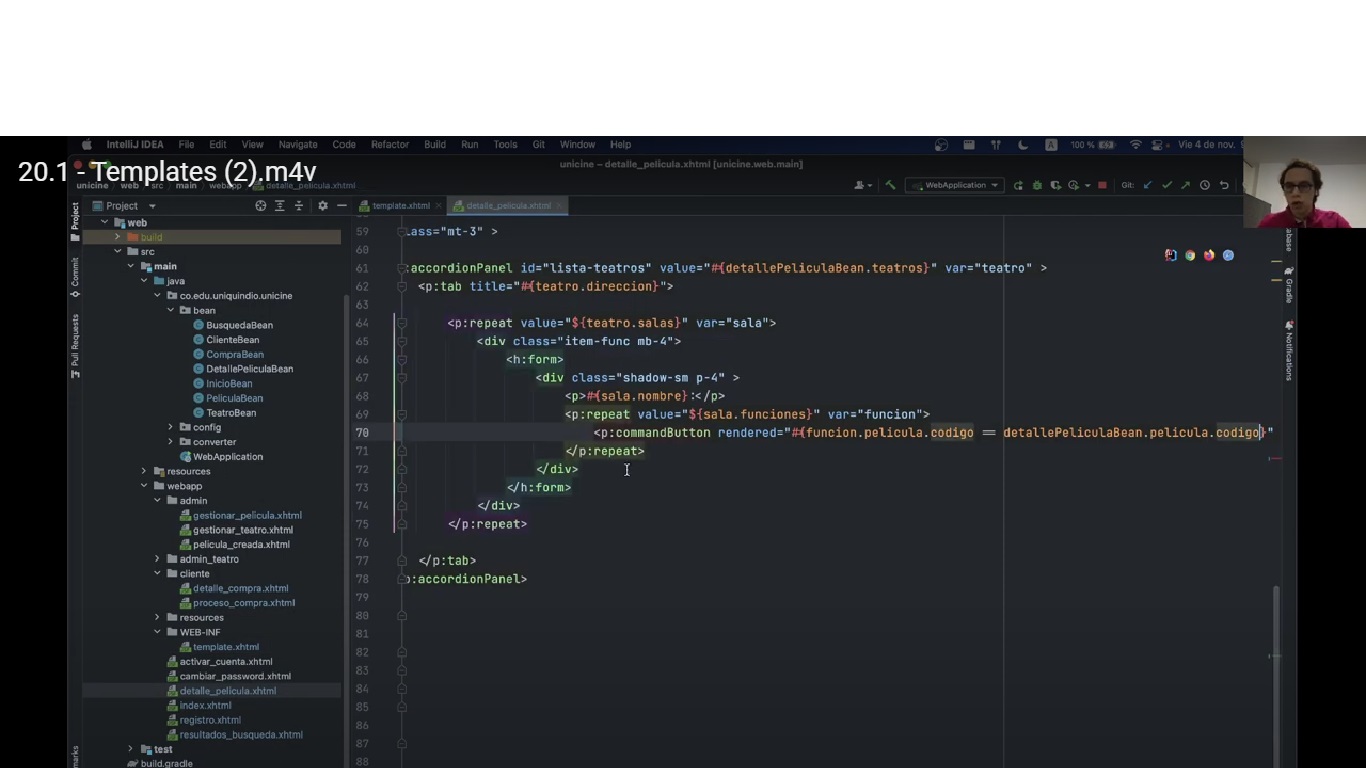 IntelliJ IDEA File Edit View Navigate Code Refactor Build Run Tools Git Window Help 100 % Vie 4 de nov.
20.1 - Templates (2).m4v
unicine – detalle_pelicula.xhtml [unicine.web.main]
unicine web src main webapp detalle_pelicula.xhtml WebApplication Git:
Project template.xhtml detalle_pelicula.xhtml
Project
Commit
Pull Requests
web
build
src
main
java
co.edu.uniquindio.unicine
bean
BusquedaBean
ClienteBean
CompraBean
DetallePeliculaBean
InicioBean
PeliculaBean
TeatroBean
config
converter
WebApplication
resources
webapp
admin
gestionar_pelicula.xhtml
gestionar_teatro.xhtml
pelicula_creada.xhtml
admin_teatro
cliente
detalle_compra.xhtml
proceso_compra.xhtml
resources
WEB-INF
template.xhtml
activar_cuenta.xhtml
cambiar_password.xhtml
detalle_pelicula.xhtml
index.xhtml
registro.xhtml
resultados_busqueda.xhtml
test
build.gradle
59 lass="mt-3" >
60
61 :accordionPanel id="lista-teatros" value="#{detallePeliculaBean.teatros}" var="teatro" >
62 <p:tab title="#{teatro.direccion}">
63
64 <p:repeat value="${teatro.salas}" var="sala">
65 <div class="item-func mb-4">
66 <h:form>
67 <div class="shadow-sm p-4" >
68 <p>#{sala.nombre}:</p>
69 <p:repeat value="${sala.funciones}" var="funcion">
70 <p:commandButton rendered="#{funcion.pelicula.codigo == detallePeliculaBean.pelicula.codigo}"
71 </p:repeat>
72 </div>
73 </h:form>
74 </div>
75 </p:repeat>
76
77 </p:tab>
78 p:accordionPanel>
79
80
81
82
83
84
85
86
87
88
Gradle
Notifications